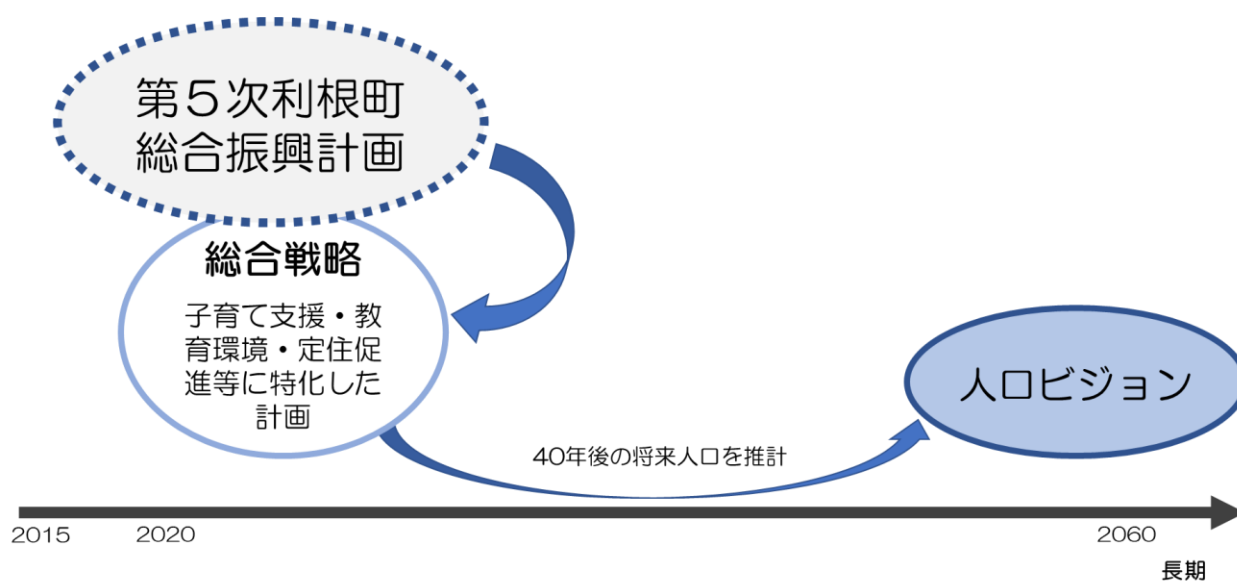 第５次利根町
総合振興計画
総合戦略
子育て支援・教
育環境・定住促
進等に特化した
計画
人口ビジョン
40年後の将来人口を推計
2015
2020
2060
長期